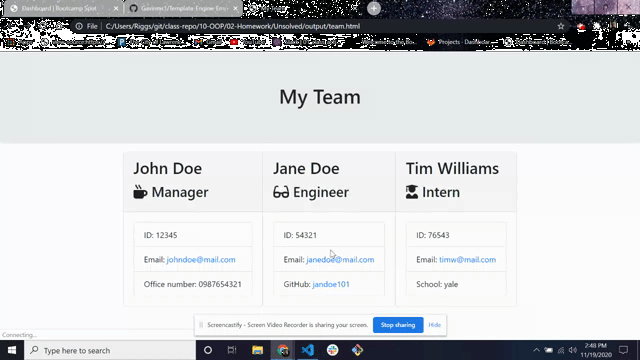 Dashboard | Bootcamp Spot
Template Engine Em
File
C:/Users/Riggs/git/class-repo/10-OOP/02-Homework/Unsolved/output/team.html
Projects - Dashboar
My Team
John Doe
Manager
ID: 12345
Email: johndoe@mail.com
Office number: 0987654321
Jane Doe
Engineer
ID: 54321
Email: janedoe@mail.com
GitHub: jandoe101
Tim Williams
Intern
ID: 76543
Email: timw@mail.com
School: yale
Screencastify - Screen Video Recorder is sharing your screen.
Stop sharing
Hide
Connecting...
Type here to search
2:48 PM
11/19/2020